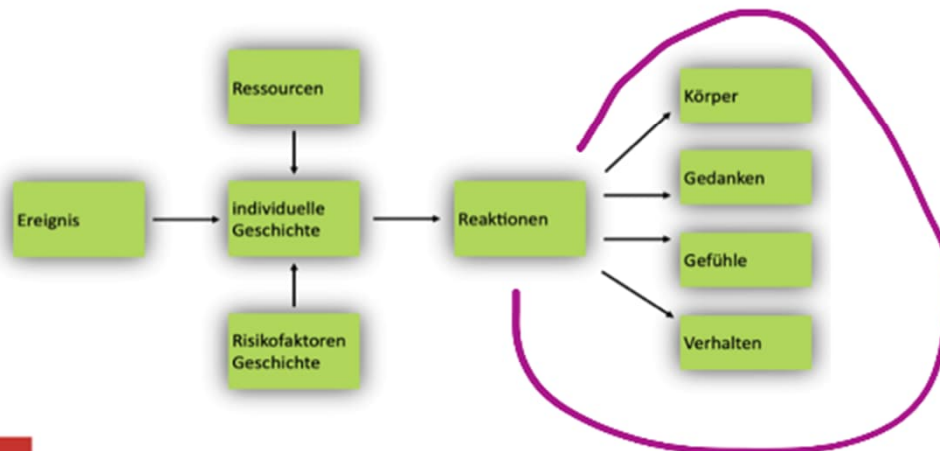 Ressourcen
Körper
Gedanken
Ereignis
individuelle
Geschichte
Reaktionen
Gefühle
Risikofaktoren
Geschichte
Verhalten